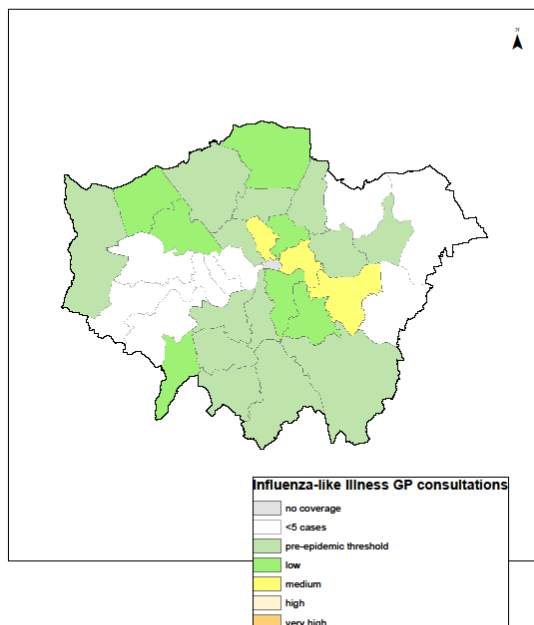 N
Influenza-like Illness GP consultations
no coverage
<5 cases
pre-epidemic threshold
low
medium
high
very high